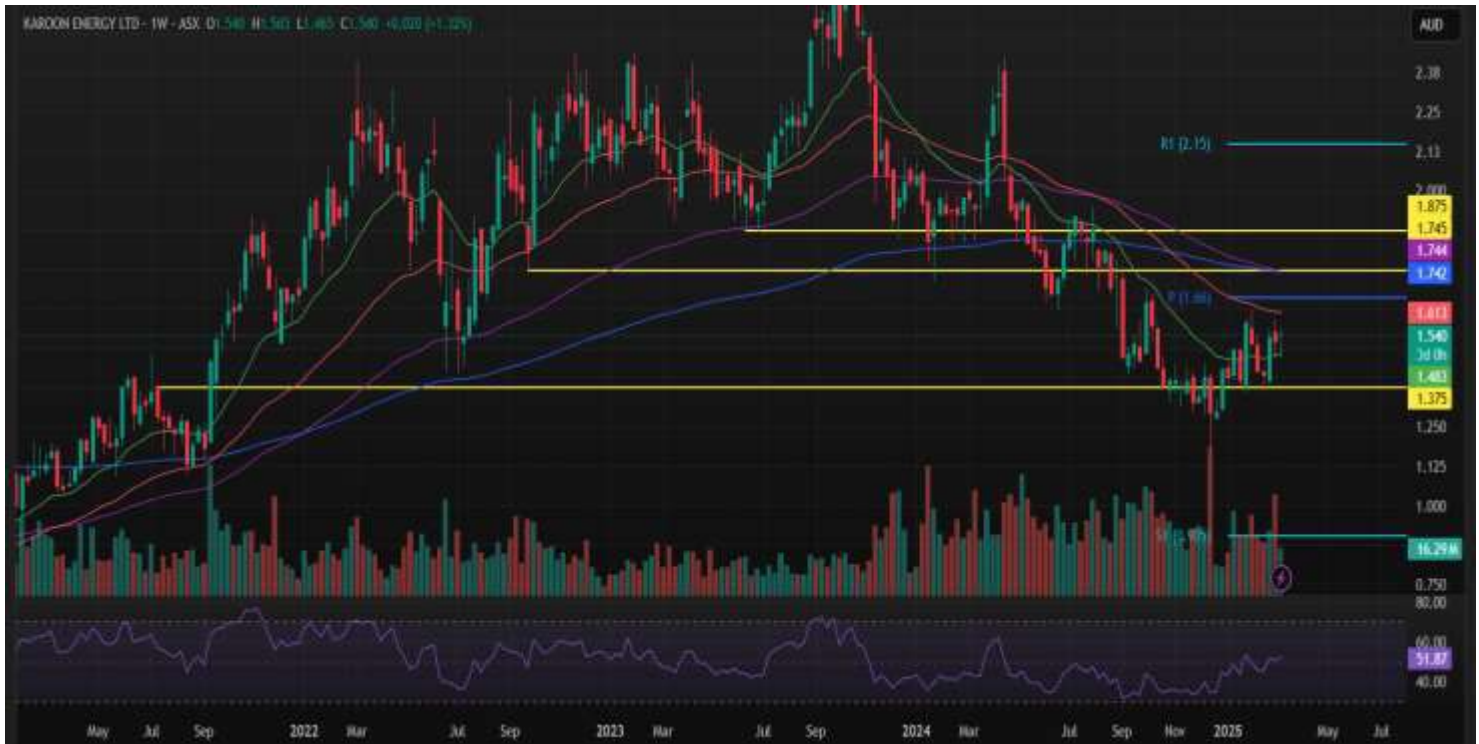 KAROON ENERGY LTD · 1W · ASX O1.540 H1.565 L1.465 C1.540 +0.020 (+1.32%)
AUD
2.38
2.25
R1 (2.15)
2.13
2.000
1.875
1.745
1.744
1.742
P (1.66)
1.613
1.540
3d 0h
1.483
1.375
1.250
1.125
1.000
16.29M
0.750
80.00
60.00
51.87
40.00
May Jul Sep 2022 Mar Jul Sep 2023 Mar Jul Sep 2024 Mar Jul Sep Nov 2025 May Jul